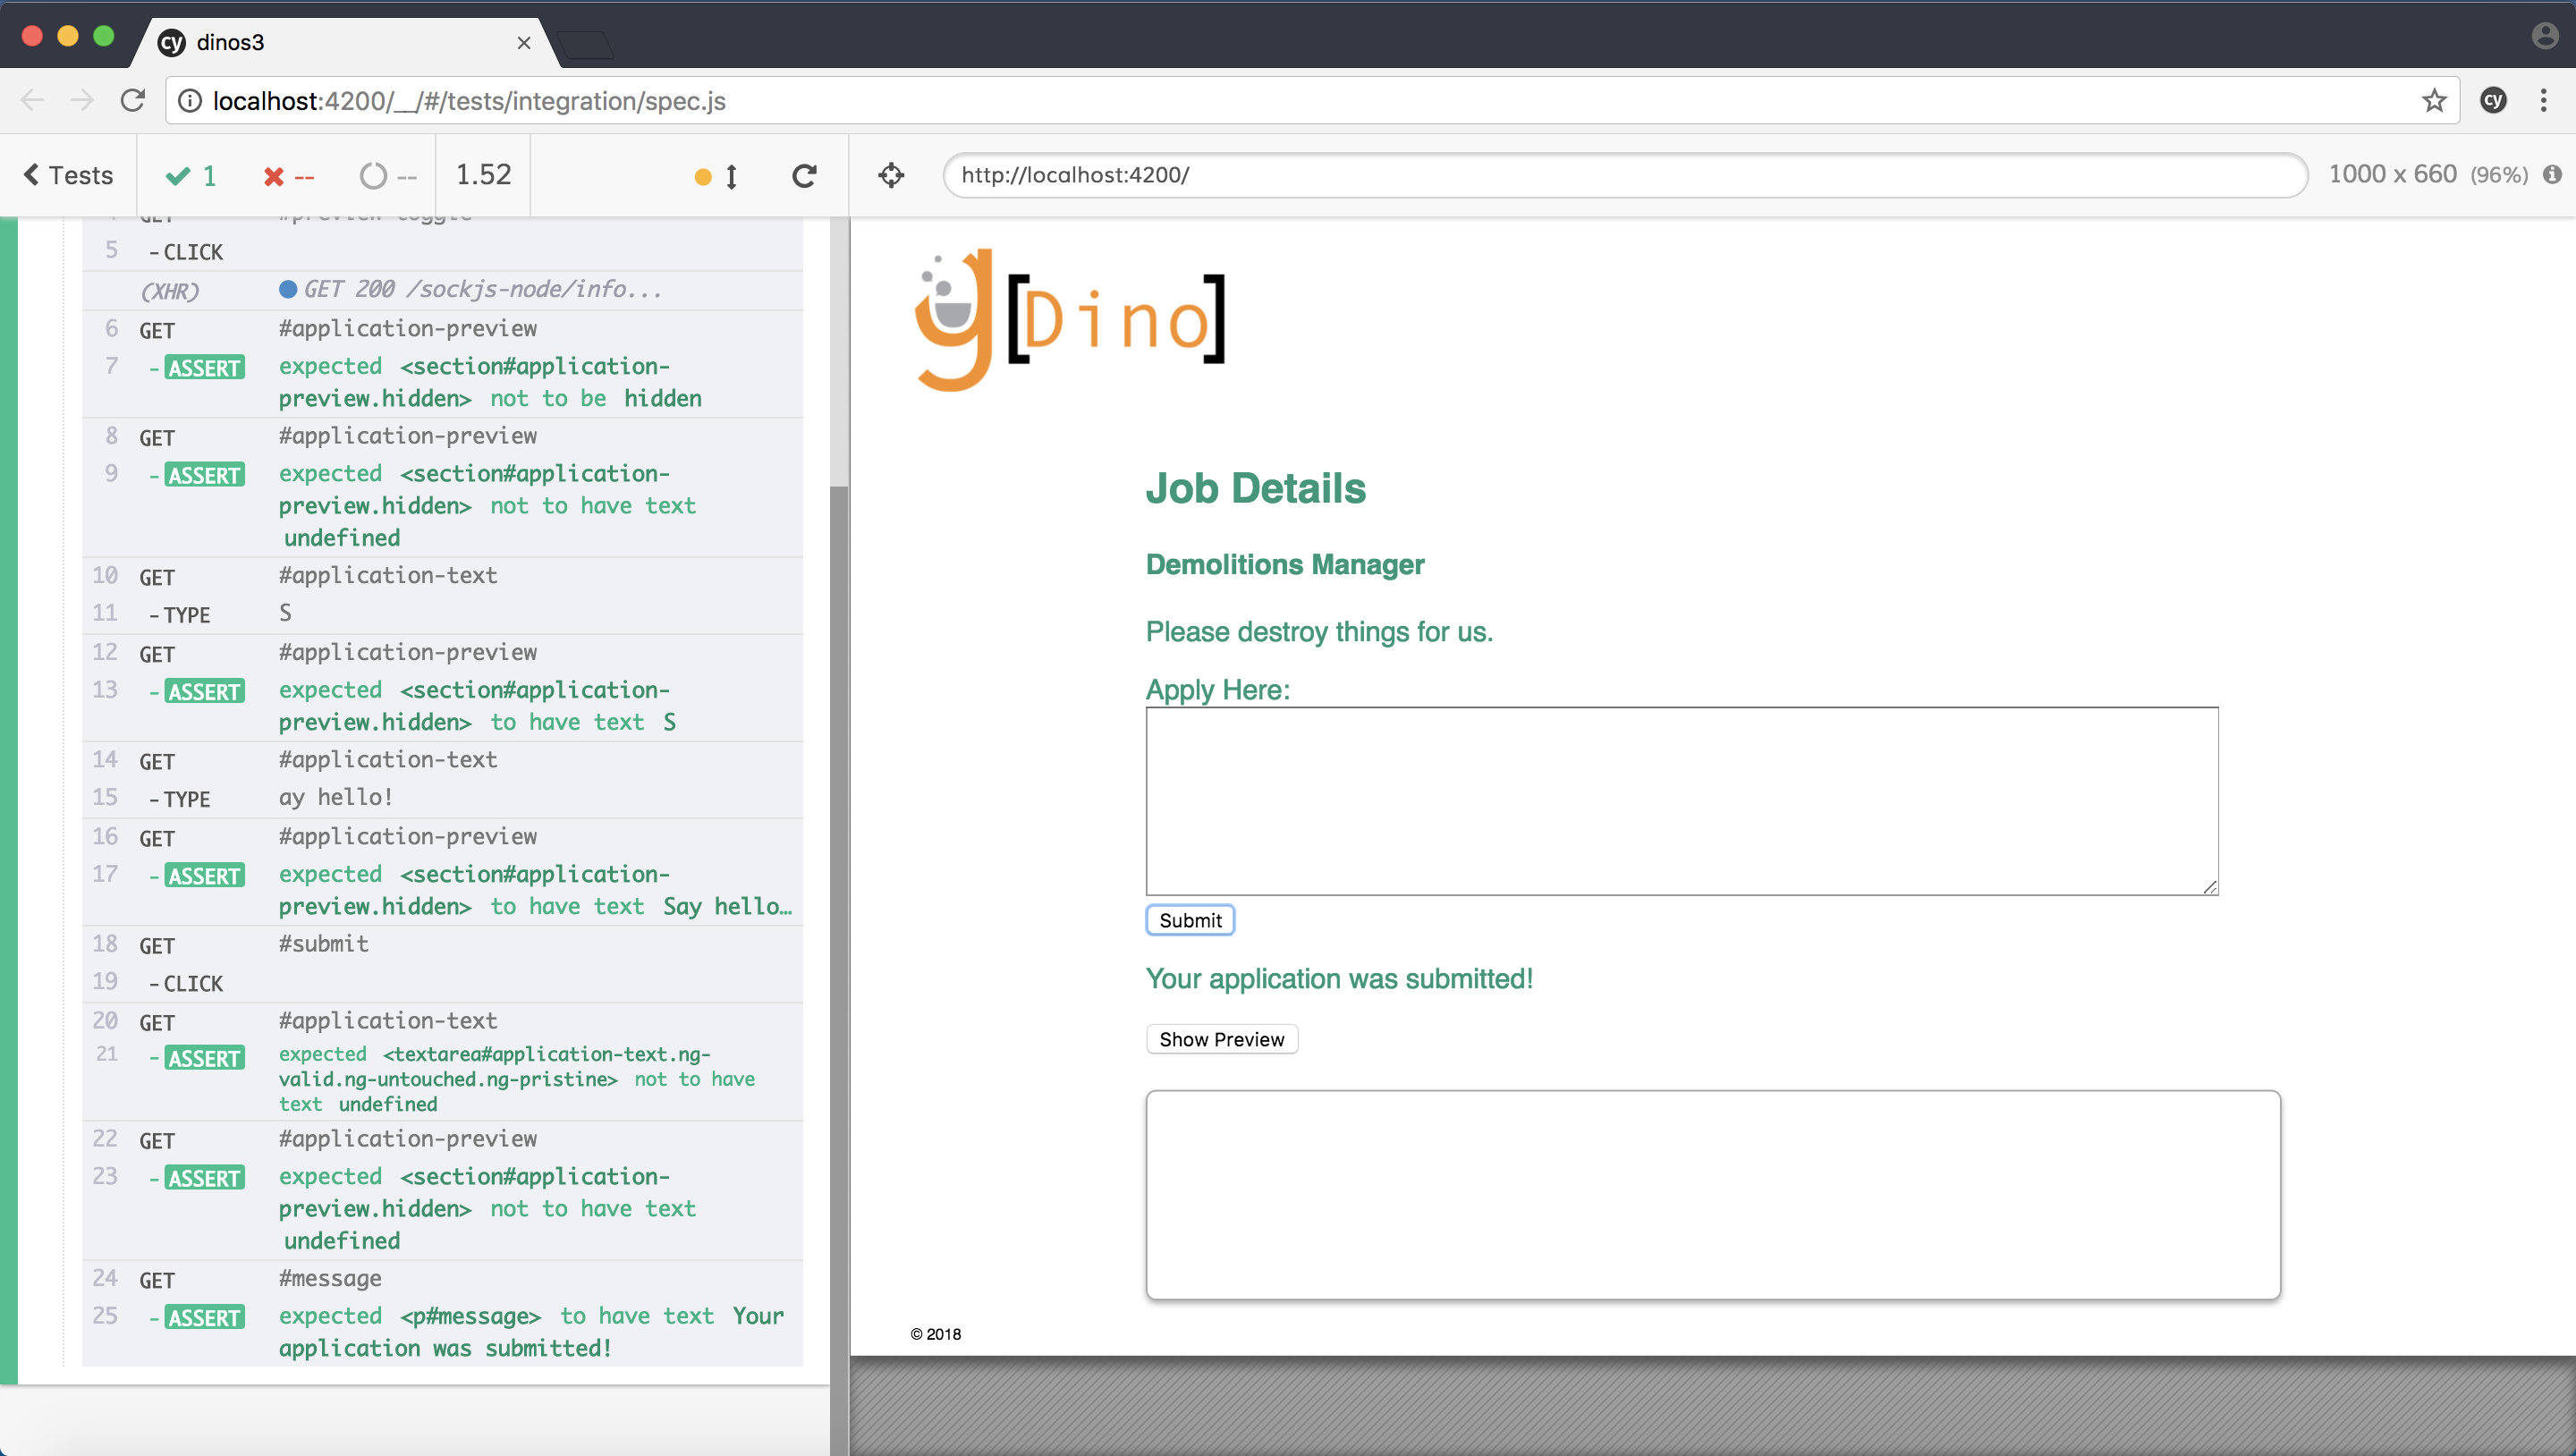 dinos3
localhost:4200/__/#/tests/integration/spec.js
Tests 1 -- -- 1.52
http://localhost:4200/ 1000 x 660 (96%)
GET #preview-toggle
5 - CLICK
(XHR) GET 200 /sockjs-node/info...
6 GET #application-preview
7 - ASSERT expected <section#application-
preview.hidden> not to be hidden
8 GET #application-preview
9 - ASSERT expected <section#application-
preview.hidden> not to have text
undefined
10 GET #application-text
11 - TYPE S
12 GET #application-preview
13 - ASSERT expected <section#application-
preview.hidden> to have text S
14 GET #application-text
15 - TYPE ay hello!
16 GET #application-preview
17 - ASSERT expected <section#application-
preview.hidden> to have text Say hello…
18 GET #submit
19 - CLICK
20 GET #application-text
21 - ASSERT expected <textarea#application-text.ng-
valid.ng-untouched.ng-pristine> not to have
text undefined
22 GET #application-preview
23 - ASSERT expected <section#application-
preview.hidden> not to have text
undefined
24 GET #message
25 - ASSERT expected <p#message> to have text Your
application was submitted!
g[Dino]
Job Details
Demolitions Manager
Please destroy things for us.
Apply Here:
Submit
Your application was submitted!
Show Preview
© 2018